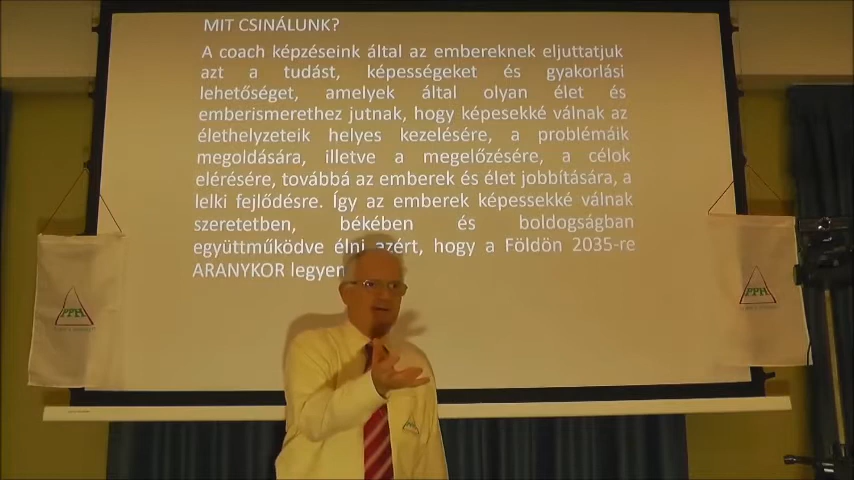 MIT CSINÁLUNK?
A coach képzéseink által az embereknek eljuttatjuk
azt a tudást, képességeket és gyakorlási
lehetőséget, amelyek által olyan élet és
emberismerethez jutnak, hogy képesekké válnak az
élethelyzeteik helyes kezelésére, a problémáik
megoldására, illetve a megelőzésére, a célok
elérésére, továbbá az emberek és élet jobbítására, a
lelki fejlődésre. Így az emberek képesekké válnak
szeretetben, békében és boldogságban
együttműködve élni azért, hogy a Földön 2035-re
ARANYKOR legyen
PPH
PPH